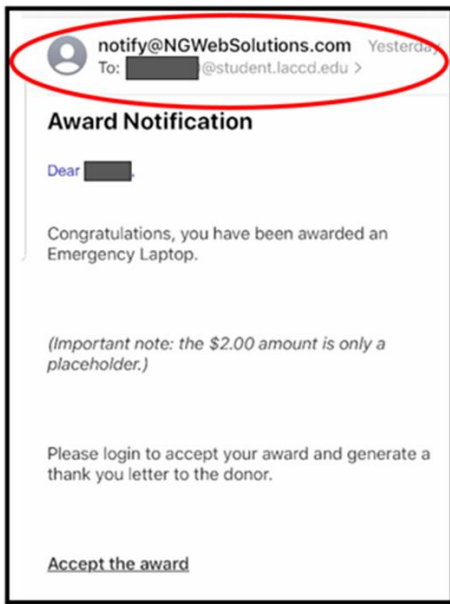 notify@NGWebSolutions.com Yesterday
To: @student.laccd.edu >
Award Notification
Dear ,
Congratulations, you have been awarded an
Emergency Laptop.
(Important note: the $2.00 amount is only a
placeholder.)
Please login to accept your award and generate a
thank you letter to the donor.
Accept the award